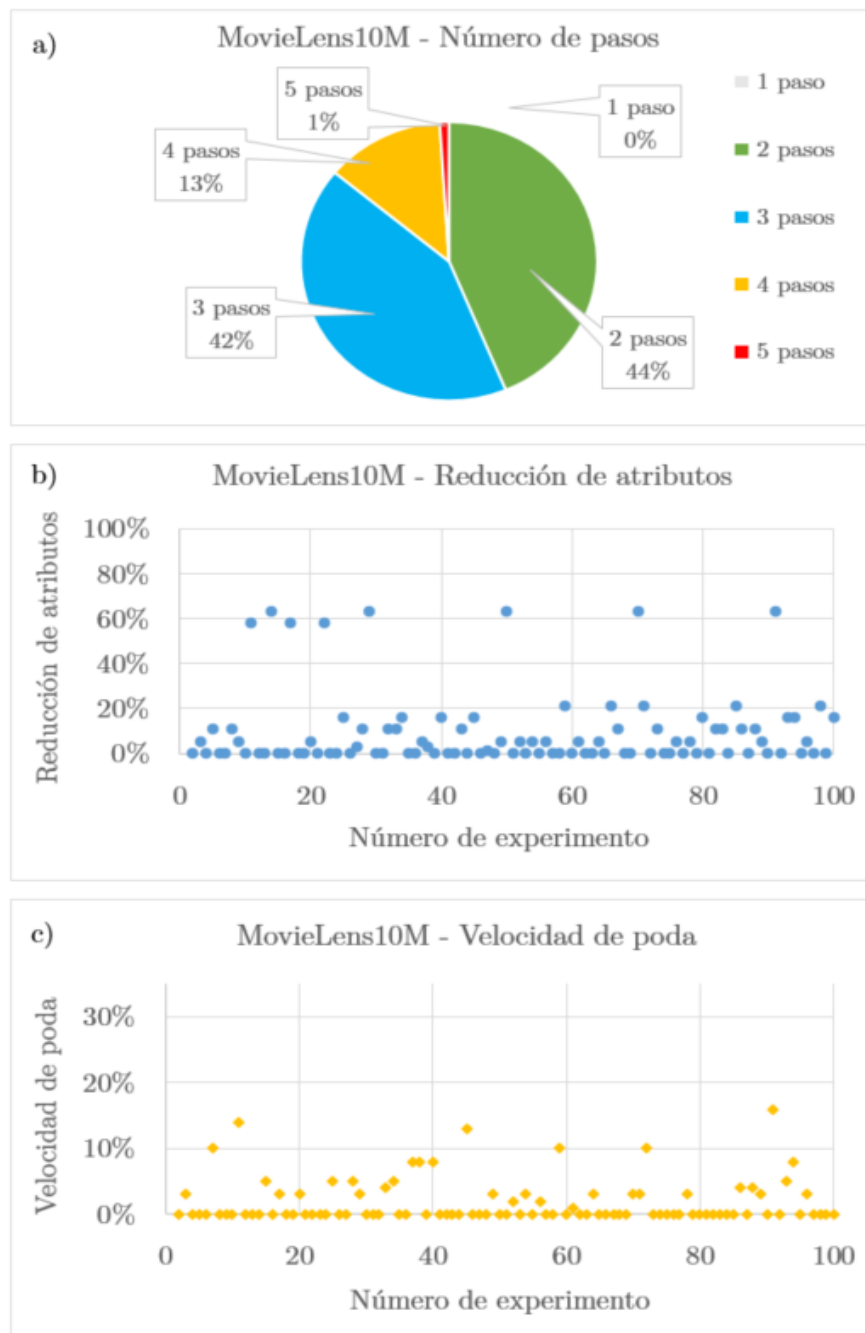 a)
MovieLens10M - Número de pasos
5 pasos
1%
1 paso
0%
4 pasos
13%
3 pasos
42%
2 pasos
44%
1 paso
2 pasos
3 pasos
4 pasos
5 pasos
b)
MovieLens10M - Reducción de atributos
Reducción de atributos
100%
80%
60%
40%
20%
0%
0 20 40 60 80 100
Número de experimento
c)
MovieLens10M - Velocidad de poda
Velocidad de poda
30%
20%
10%
0%
0 20 40 60 80 100
Número de experimento